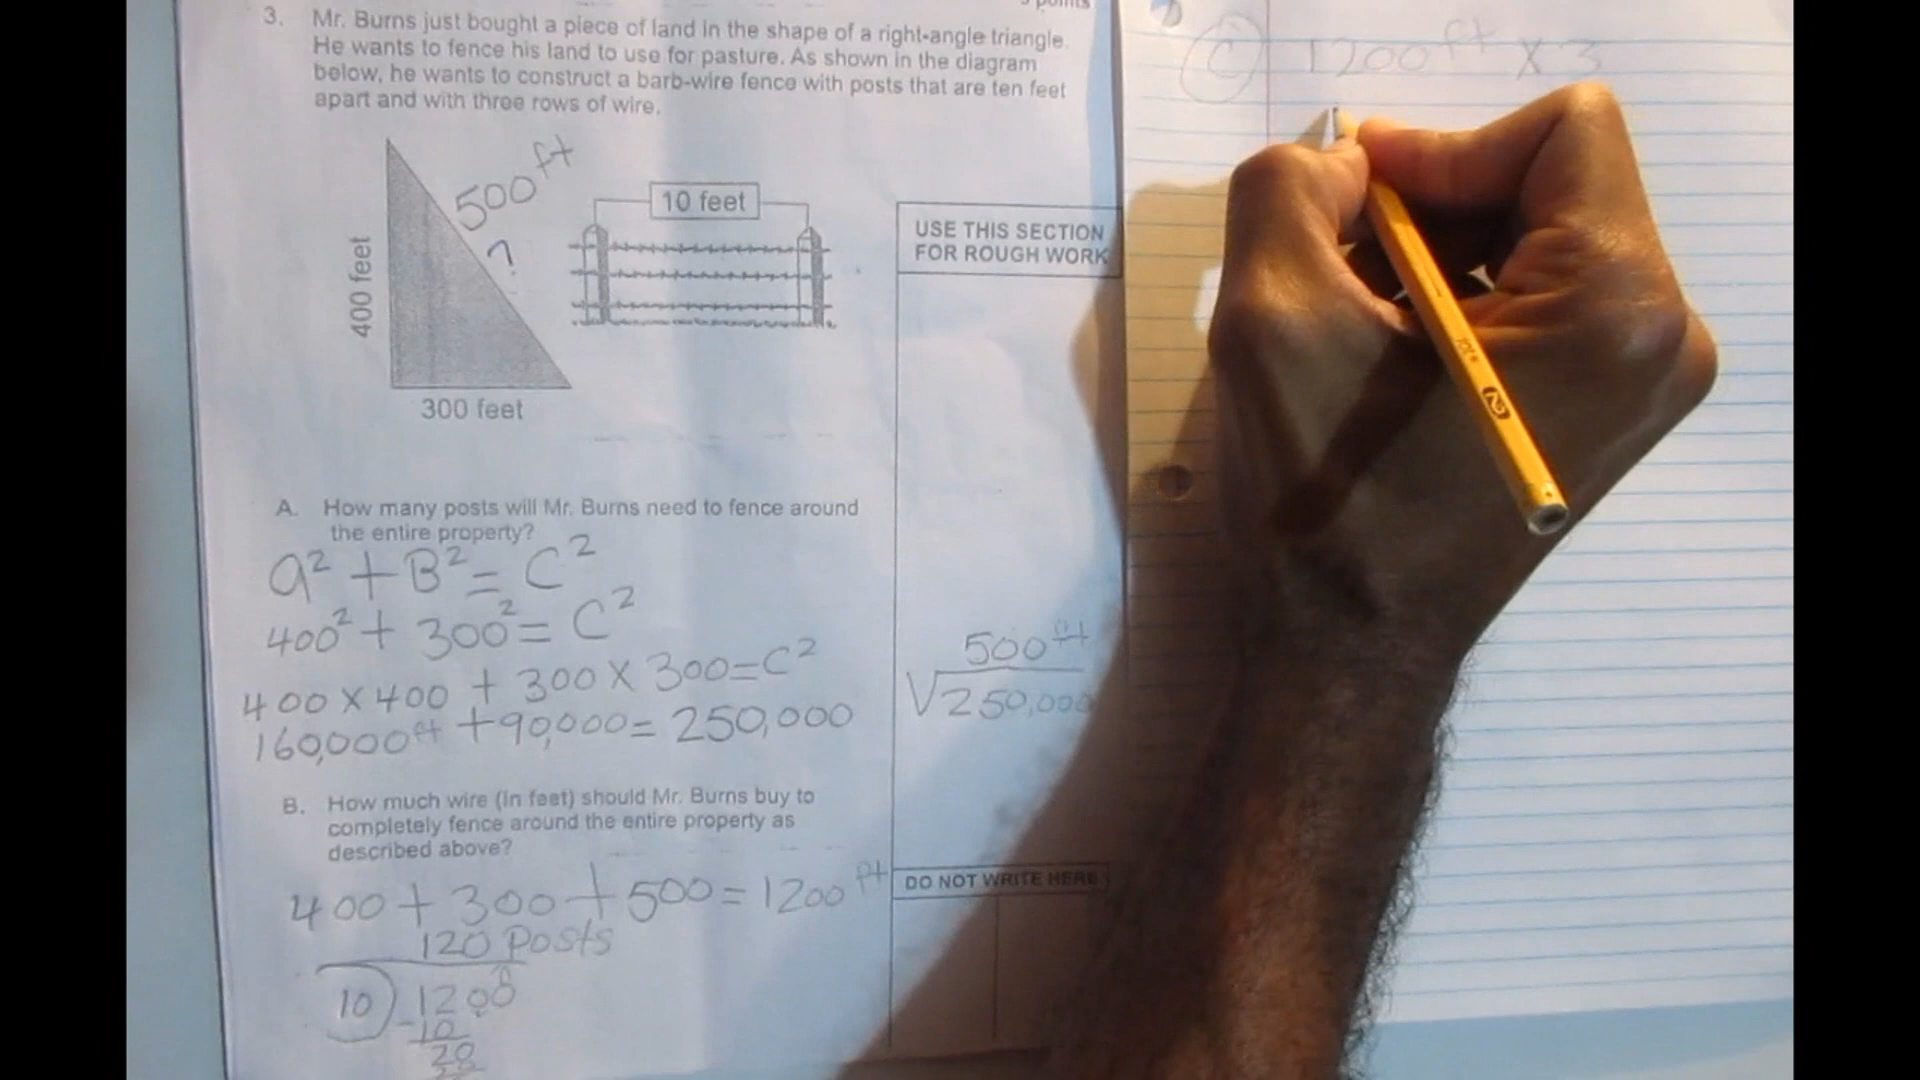 3. Mr. Burns just bought a piece of land in the shape of a right-angle triangle.
He wants to fence his land to use for pasture. As shown in the diagram
below, he wants to construct a barb-wire fence with posts that are ten feet
apart and with three rows of wire.
500 ft
?
400 feet
300 feet
10 feet
USE THIS SECTION
FOR ROUGH WORK
A. How many posts will Mr. Burns need to fence around
the entire property?
a² + B² = C²
400² + 300² = C²
400 x 400 + 300 x 300 = C²
160,000 ft + 90,000 = 250,000
500 ft
√250,000
B. How much wire (in feet) should Mr. Burns buy to
completely fence around the entire property as
described above?
400 + 300 + 500 = 1200 ft
120 Posts
10 1200
-10
20
DO NOT WRITE HERE
C 1200 ft x 3
2